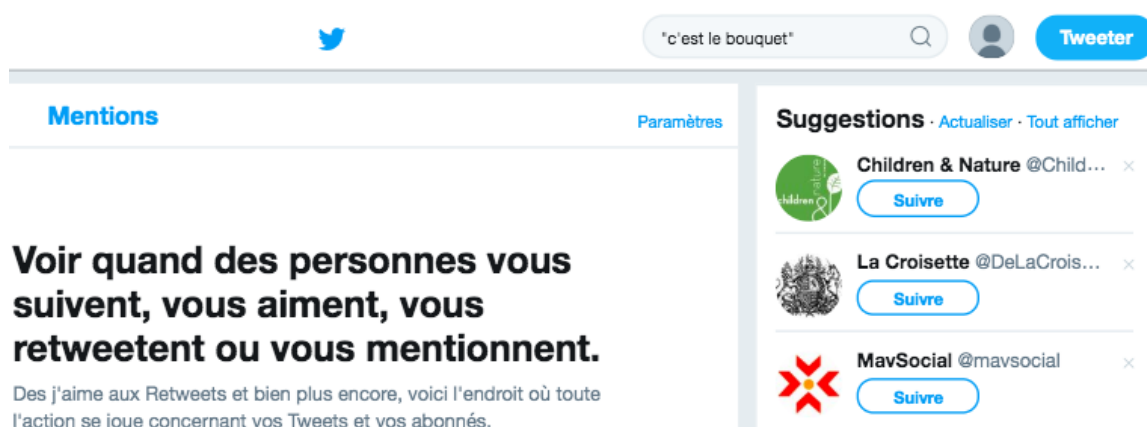 "c'est le bouquet"
Tweeter
Mentions
Paramètres
Voir quand des personnes vous
suivent, vous aiment, vous
retweetent ou vous mentionnent.
Des j'aime aux Retweets et bien plus encore, voici l'endroit où toute
l'action se joue concernant vos Tweets et vos abonnés.
Suggestions · Actualiser · Tout afficher
children & nature
Children & Nature @Child... ×
Suivre
La Croisette @DeLaCrois... ×
Suivre
MavSocial @mavsocial ×
Suivre